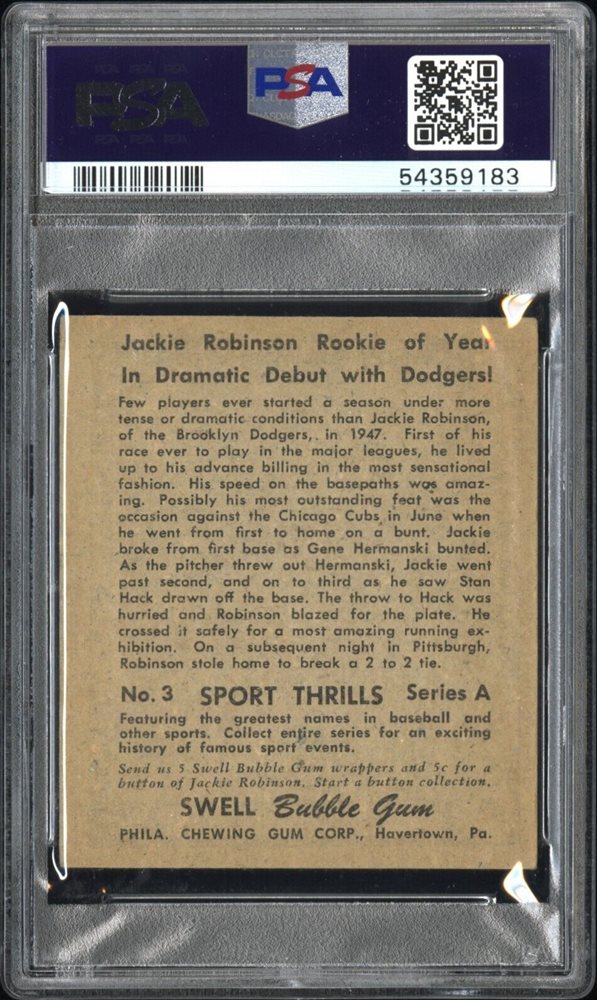 PSA
PSA
54359183
Jackie Robinson Rookie of Year
In Dramatic Debut with Dodgers!
Few players ever started a season under more
tense or dramatic conditions than Jackie Robinson,
of the Brooklyn Dodgers, in 1947. First of his
race ever to play in the major leagues, he lived
up to his advance billing in the most sensational
fashion. His speed on the basepaths was amaz-
ing. Possibly his most outstanding feat was the
occasion against the Chicago Cubs in June when
he went from first to home on a bunt. Jackie
broke from first base as Gene Hermanski bunted.
As the pitcher threw out Hermanski, Jackie went
past second, and on to third as he saw Stan
Hack drawn off the base. The throw to Hack was
hurried and Robinson blazed for the plate. He
crossed it safely for a most amazing running ex-
hibition. On a subsequent night in Pittsburgh,
Robinson stole home to break a 2 to 2 tie.
No. 3 SPORT THRILLS Series A
Featuring the greatest names in baseball and
other sports. Collect entire series for an exciting
history of famous sport events.
Send us 5 Swell Bubble Gum wrappers and 5c for a
button of Jackie Robinson. Start a button collection.
SWELL Bubble Gum
PHILA. CHEWING GUM CORP., Havertown, Pa.